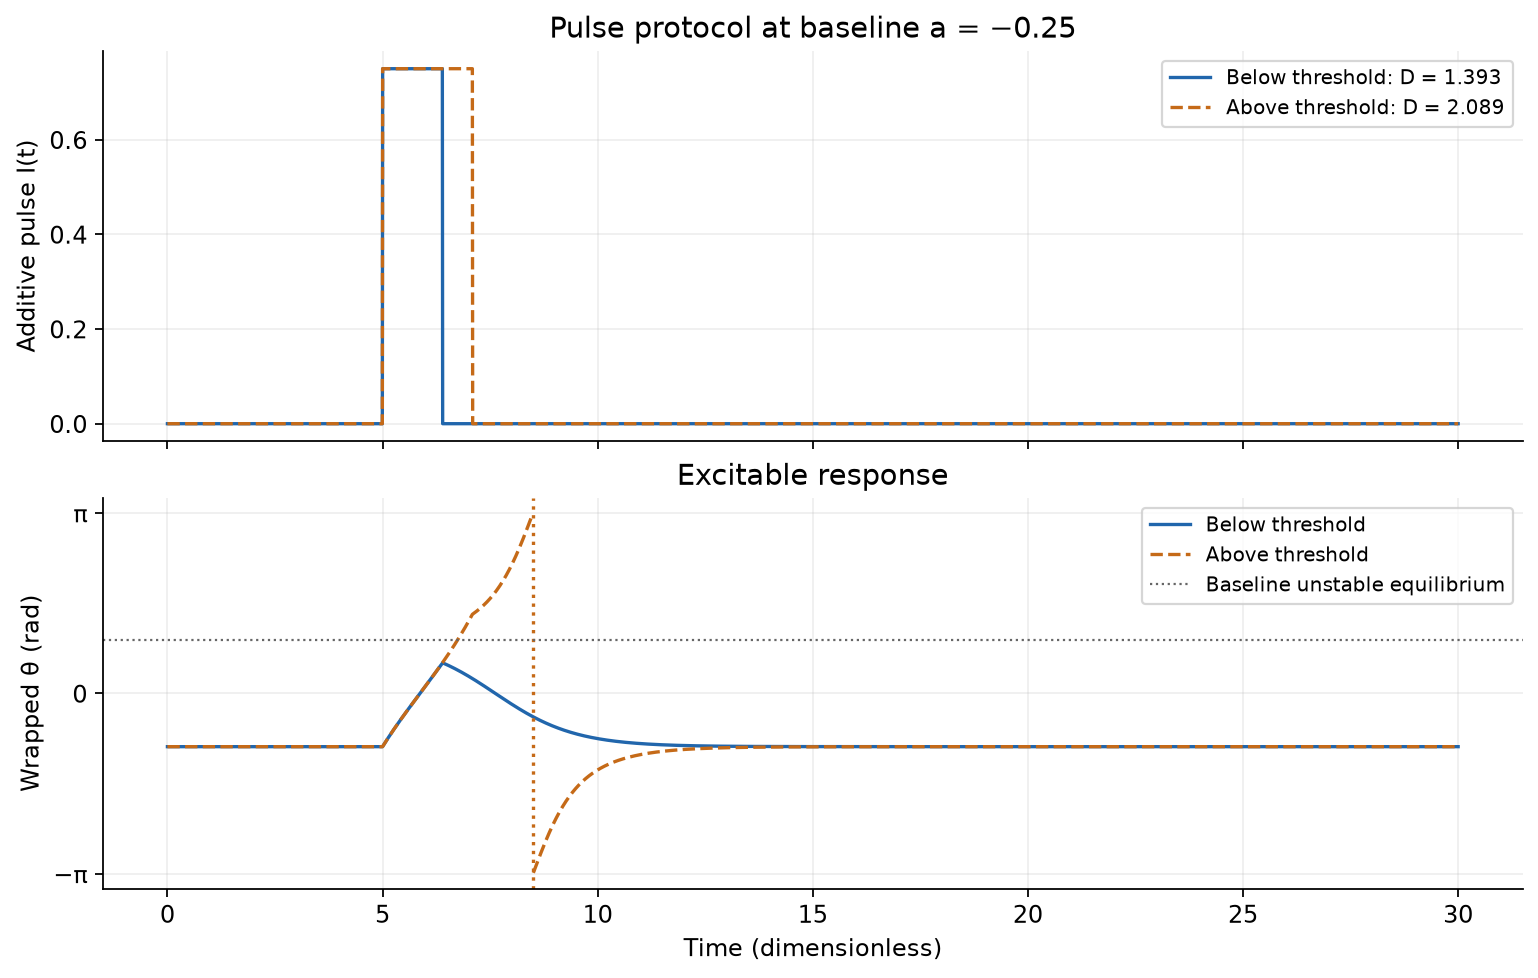 Pulse protocol at baseline a = −0.25
Additive pulse I(t)
0.6
0.4
0.2
0.0
Below threshold: D = 1.393
Above threshold: D = 2.089
Excitable response
Wrapped θ (rad)
π
0
−π
Below threshold
Above threshold
Baseline unstable equilibrium
0 5 10 15 20 25 30
Time (dimensionless)